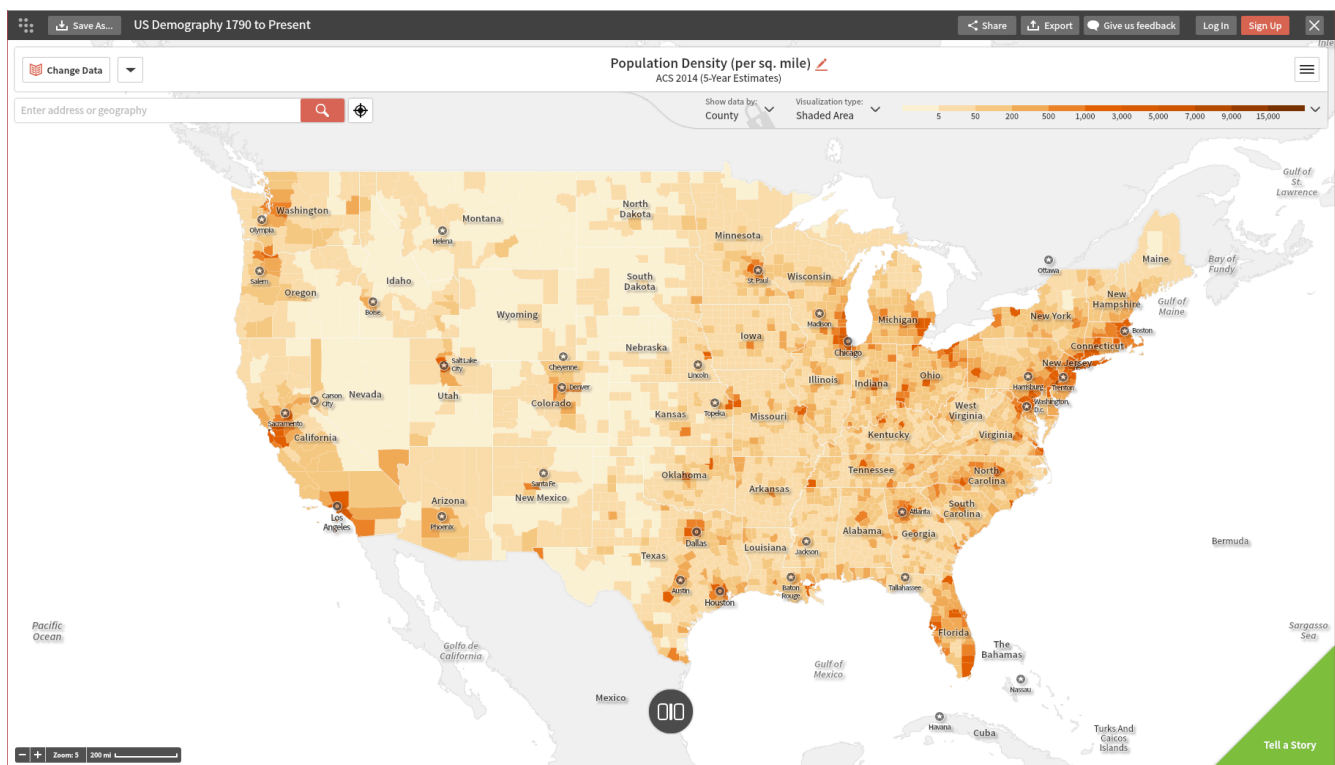 Save As...
US Demography 1790 to Present
Share
Export
Give us feedback
Log In
Sign Up
Change Data
Population Density (per sq. mile)
ACS 2014 (5-Year Estimates)
Enter address or geography
Show data by:
County
Visualization type:
Shaded Area
5 50 200 500 1,000 3,000 5,000 7,000 9,000 15,000
Gulf of
St.
Lawrence
Washington
Olympia
Montana
Helena
North
Dakota
Minnesota
St Paul
Wisconsin
Ottawa
Maine
Bay of
Fundy
Salem
Oregon
Idaho
Boise
South
Dakota
Wyoming
Madison
Michigan
New York
New
Hampshire
Gulf of
Maine
Boston
Connecticut
Iowa
Nebraska
Chicago
New Jersey
Salt Lake
City
Cheyenne
Lincoln
Illinois
Indiana
Ohio
Harrisburg
Trenton
Carson
City
Nevada
Utah
Denver
Colorado
Kansas
Topeka
Missouri
West
Virginia
Washington,
D.c.
Sacramento
California
Kentucky
Virginia
Santa Fe
New Mexico
Oklahoma
Arkansas
Tennessee
North
Carolina
Arizona
Phoenix
Los
Angeles
South
Carolina
Atlanta
Alabama
Georgia
Dallas
Texas
Louisiana
Jackson
Bermuda
Austin
Houston
Baton
Rouge
Tallahassee
Pacific
Ocean
Golfo de
California
Florida
The
Bahamas
Sargasso
Sea
Gulf of
Mexico
Nassau
Mexico
Havana
Cuba
Turks And
Caicos
Islands
Zoom: 5
200 mi
Tell a Story